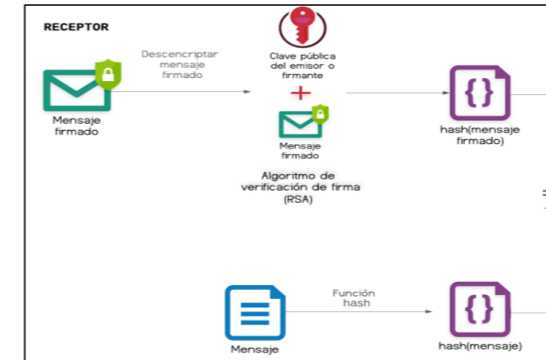 RECEPTOR
Descencriptar
mensaje
firmado
Mensaje
firmado
Clave pública
del emisor o
firmante
+
Mensaje
firmado
Algoritmo de
verificación de firma
(RSA)
{}
hash(mensaje
firmado)
Mensaje
Función
hash
{}
hash(mensaje)